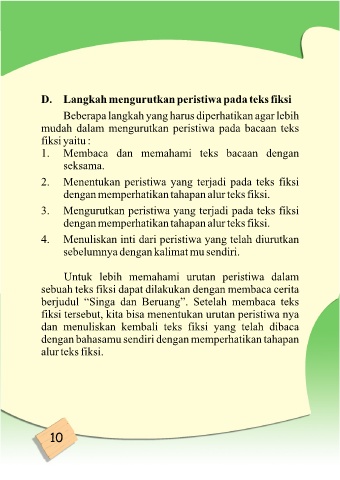 D. Langkah mengurutkan peristiwa pada teks fiksi
Beberapa langkah yang harus diperhatikan agar lebih
mudah dalam mengurutkan peristiwa pada bacaan teks
fiksi yaitu :
1. Membaca dan memahami teks bacaan dengan
seksama.
2. Menentukan peristiwa yang terjadi pada teks fiksi
dengan memperhatikan tahapan alur teks fiksi.
3. Mengurutkan peristiwa yang terjadi pada teks fiksi
dengan memperhatikan tahapan alur teks fiksi.
4. Menuliskan inti dari peristiwa yang telah diurutkan
sebelumnya dengan kalimat mu sendiri.
Untuk lebih memahami urutan peristiwa dalam
sebuah teks fiksi dapat dilakukan dengan membaca cerita
berjudul “Singa dan Beruang”. Setelah membaca teks
fiksi tersebut, kita bisa menentukan urutan peristiwa nya
dan menuliskan kembali teks fiksi yang telah dibaca
dengan bahasamu sendiri dengan memperhatikan tahapan
alur teks fiksi.
10